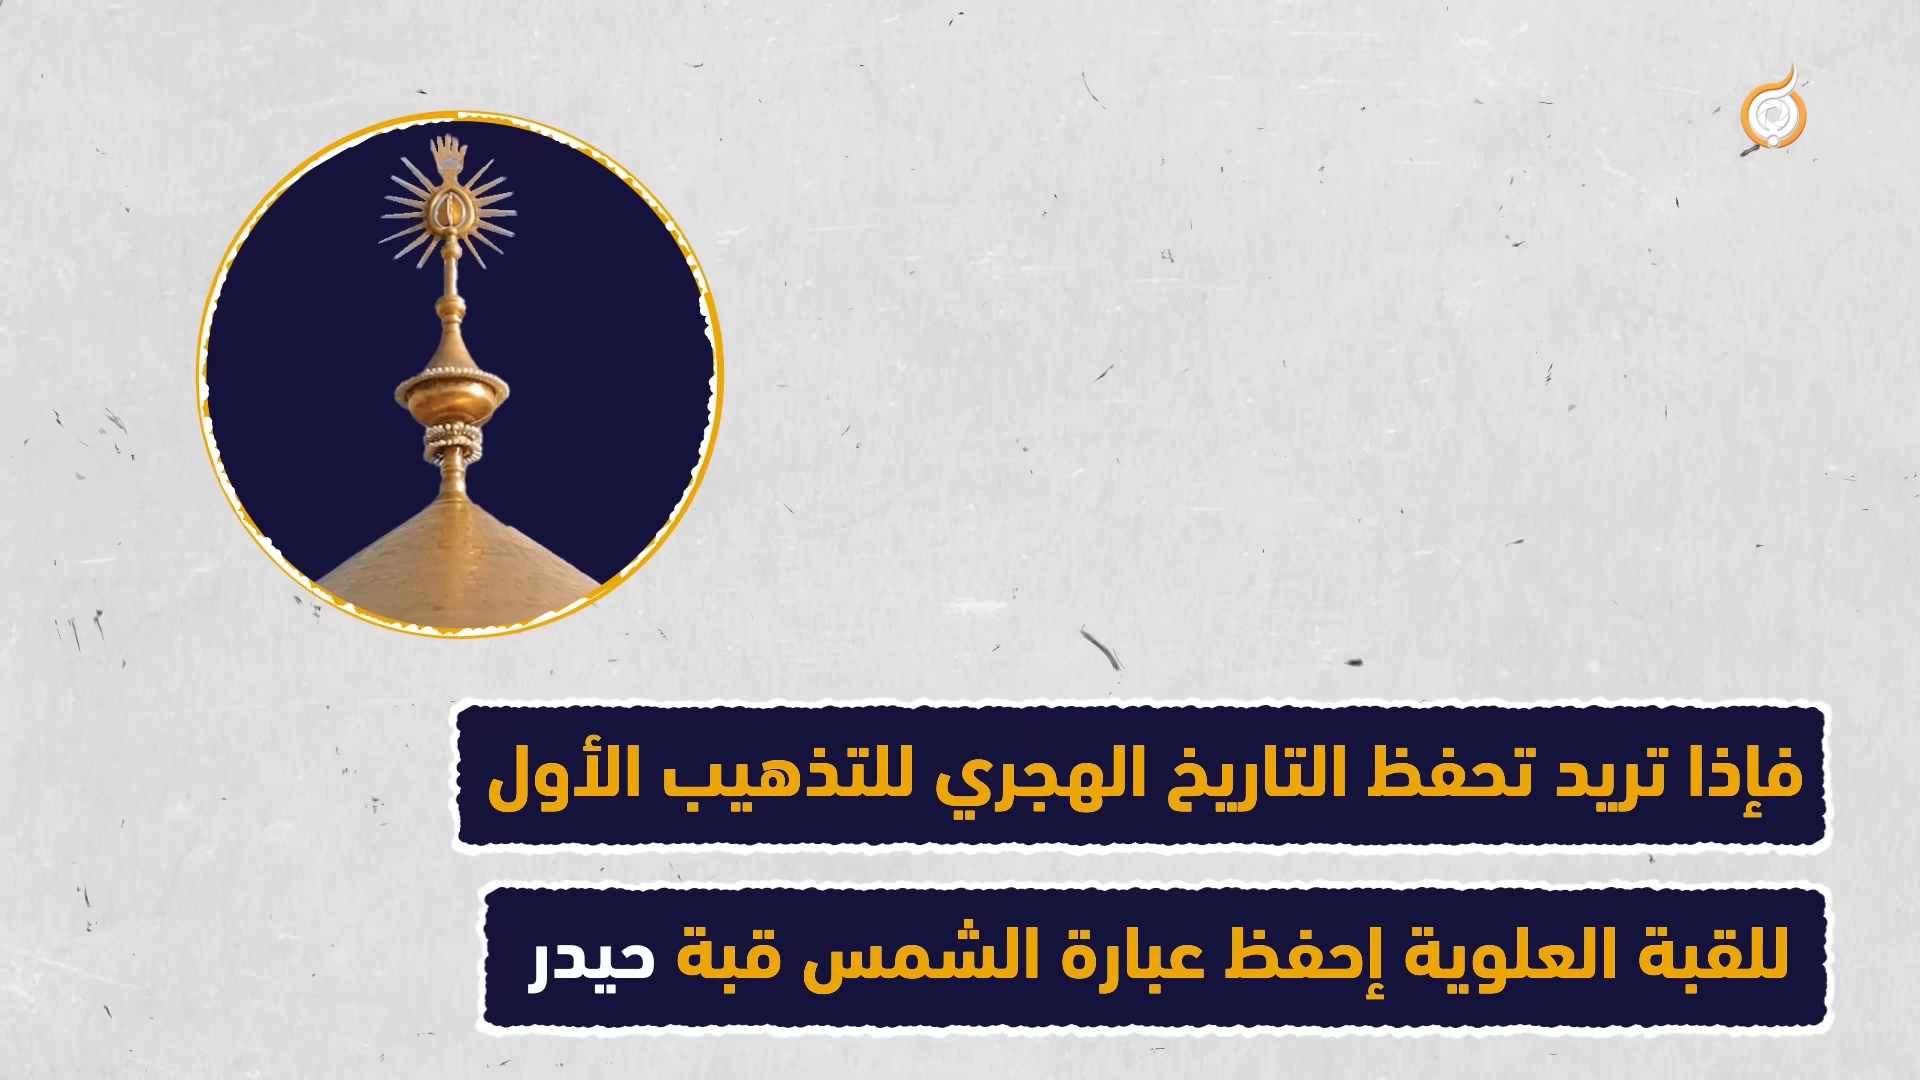 فإذا تريد تحفظ التاريخ الهجري للتذهيب الأول
للقبة العلوية إحفظ عبارة الشمس قبة حيدر